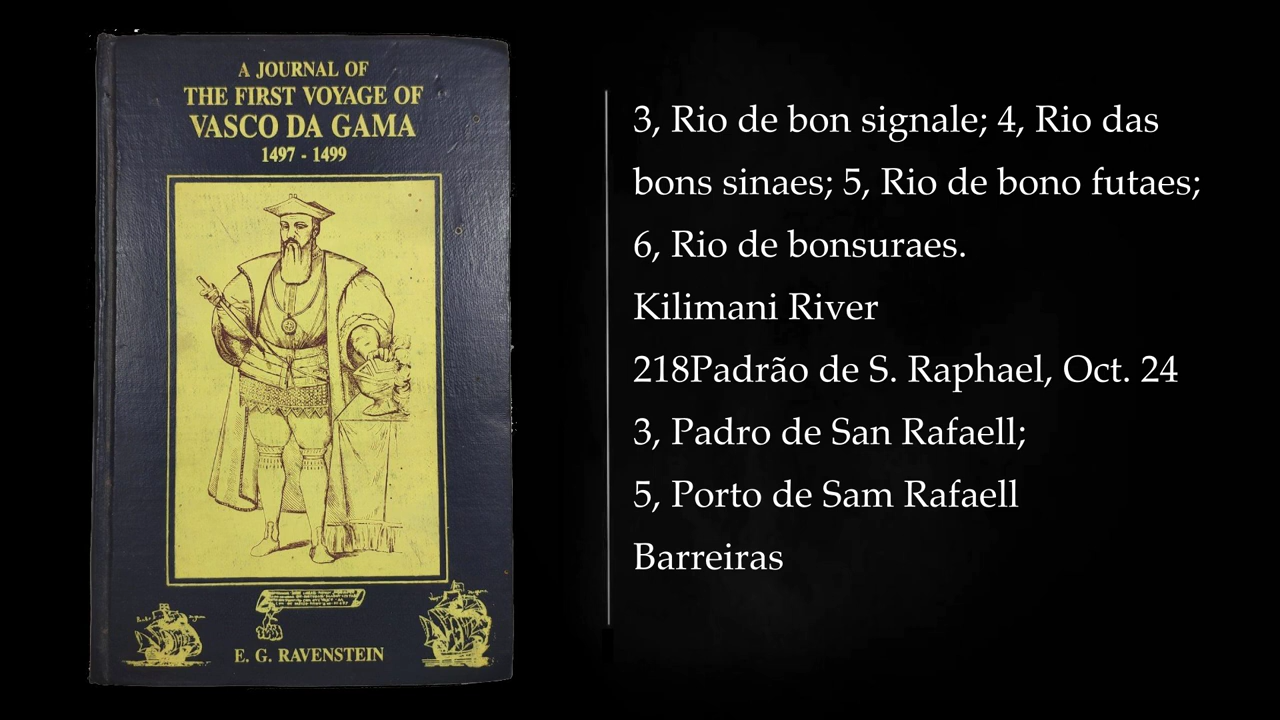 A JOURNAL OF
THE FIRST VOYAGE OF
VASCO DA GAMA
1497 - 1499
E. G. RAVENSTEIN
3, Rio de bon signale; 4, Rio das
bons sinaes; 5, Rio de bono futaes;
6, Rio de bonsuraes.
Kilimani River
218Padrão de S. Raphael, Oct. 24
3, Padro de San Rafaell;
5, Porto de Sam Rafaell
Barreiras